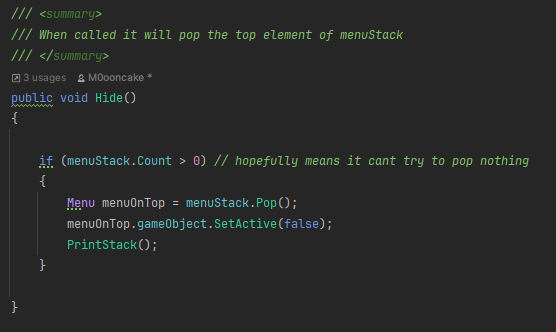 /// <summary>
/// When called it will pop the top element of menuStack
/// </summary>
3 usages M0ooncake *
public void Hide()
{
if (menuStack.Count > 0) // hopefully means it cant try to pop nothing
{
Menu menuOnTop = menuStack.Pop();
menuOnTop.gameObject.SetActive(false);
PrintStack();
}
}